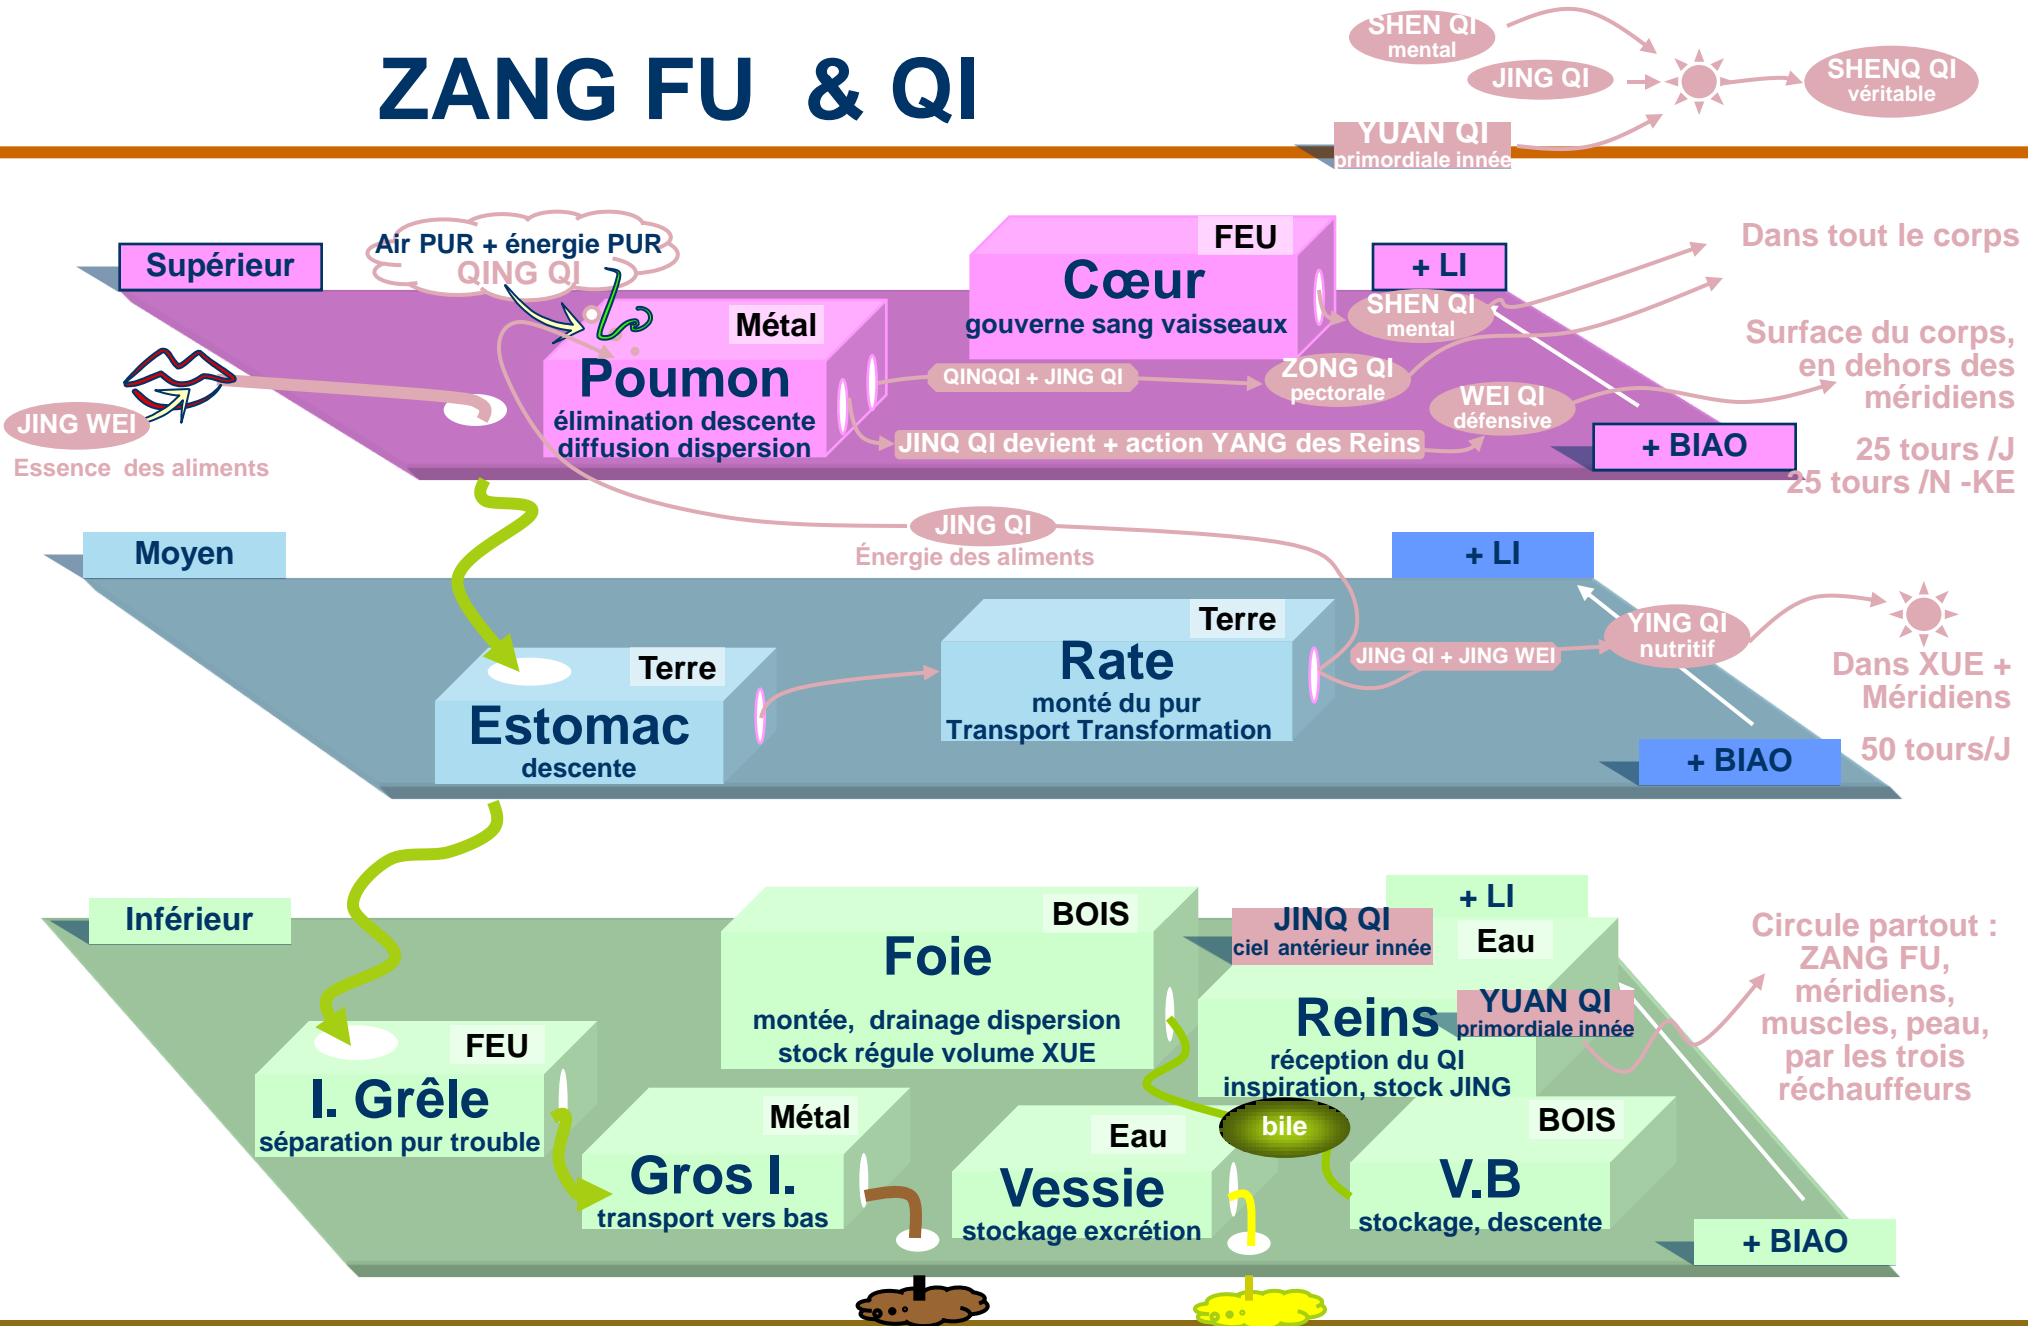 ZANG FU & QI
SHEN QI
mental
JING QI
YUAN QI
primordiale innée
SHENQ QI
véritable
Supérieur
Air PUR + énergie PUR
QING QI
Métal
Poumon
élimination descente
diffusion dispersion
FEU
Cœur
gouverne sang vaisseaux
+ LI
SHEN QI
mental
Dans tout le corps
QINQQI + JING QI
ZONG QI
pectorale
WEI QI
défensive
Surface du corps,
en dehors des
méridiens
25 tours /J
25 tours /N -KE
JING WEI
Essence des aliments
JINQ QI devient + action YANG des Reins
+ BIAO
JING QI
Énergie des aliments
Moyen
+ LI
Terre
Estomac
descente
Terre
Rate
monté du pur
Transport Transformation
JING QI + JING WEI
YING QI
nutritif
Dans XUE +
Méridiens
50 tours/J
+ BIAO
Inférieur
+ LI
BOIS
Foie
montée, drainage dispersion
stock régule volume XUE
JINQ QI
ciel antérieur innée
Eau
Reins
réception du QI
inspiration, stock JING
YUAN QI
primordiale innée
Circule partout :
ZANG FU,
méridiens,
muscles, peau,
par les trois
réchauffeurs
FEU
I. Grêle
séparation pur trouble
Métal
Gros I.
transport vers bas
Eau
Vessie
stockage excrétion
bile
BOIS
V.B
stockage, descente
+ BIAO